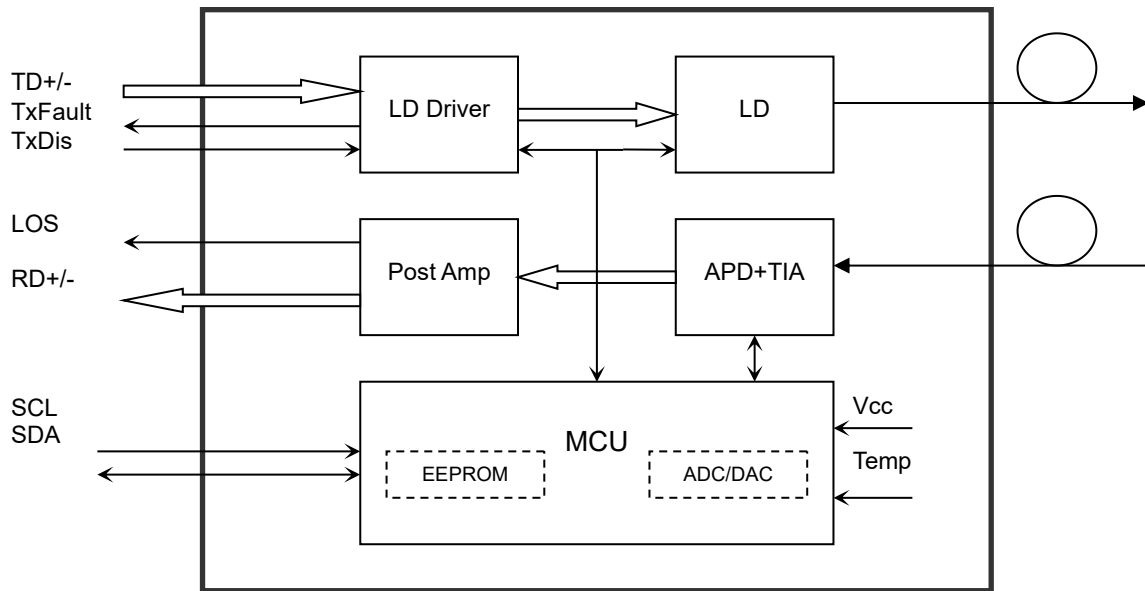 TD+/-
TxFault
TxDis
LD Driver
LD
LOS
RD+/-
Post Amp
APD+TIA
SCL
SDA
MCU
EEPROM
ADC/DAC
Vcc
Temp